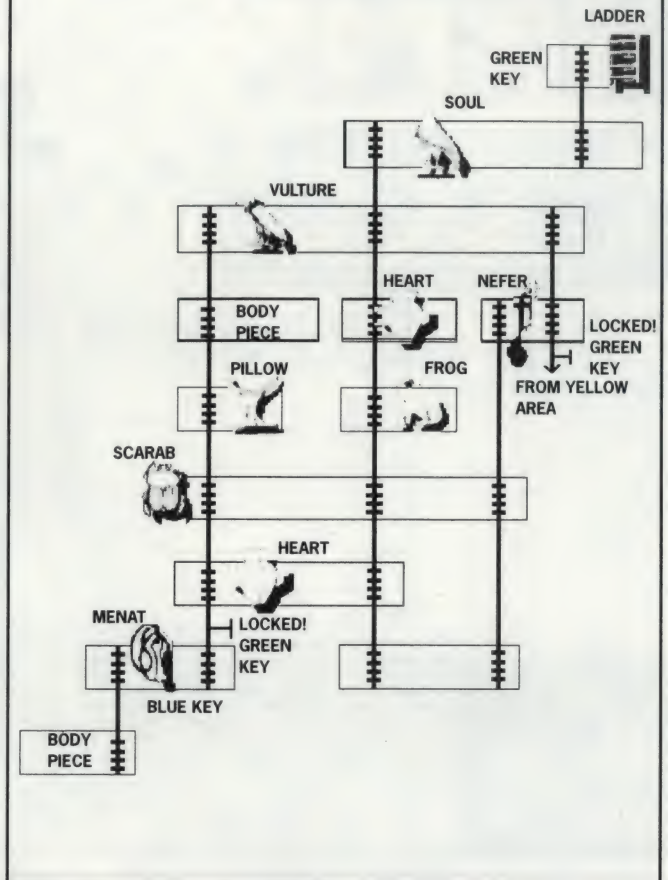 LADDER
GREEN
KEY
SOUL
VULTURE
HEART
NEFER
BODY
PIECE
LOCKED!
GREEN
KEY
FROM YELLOW
AREA
PILLOW
FROG
SCARAB
HEART
MENAT
LOCKED!
GREEN
KEY
BLUE KEY
BODY
PIECE